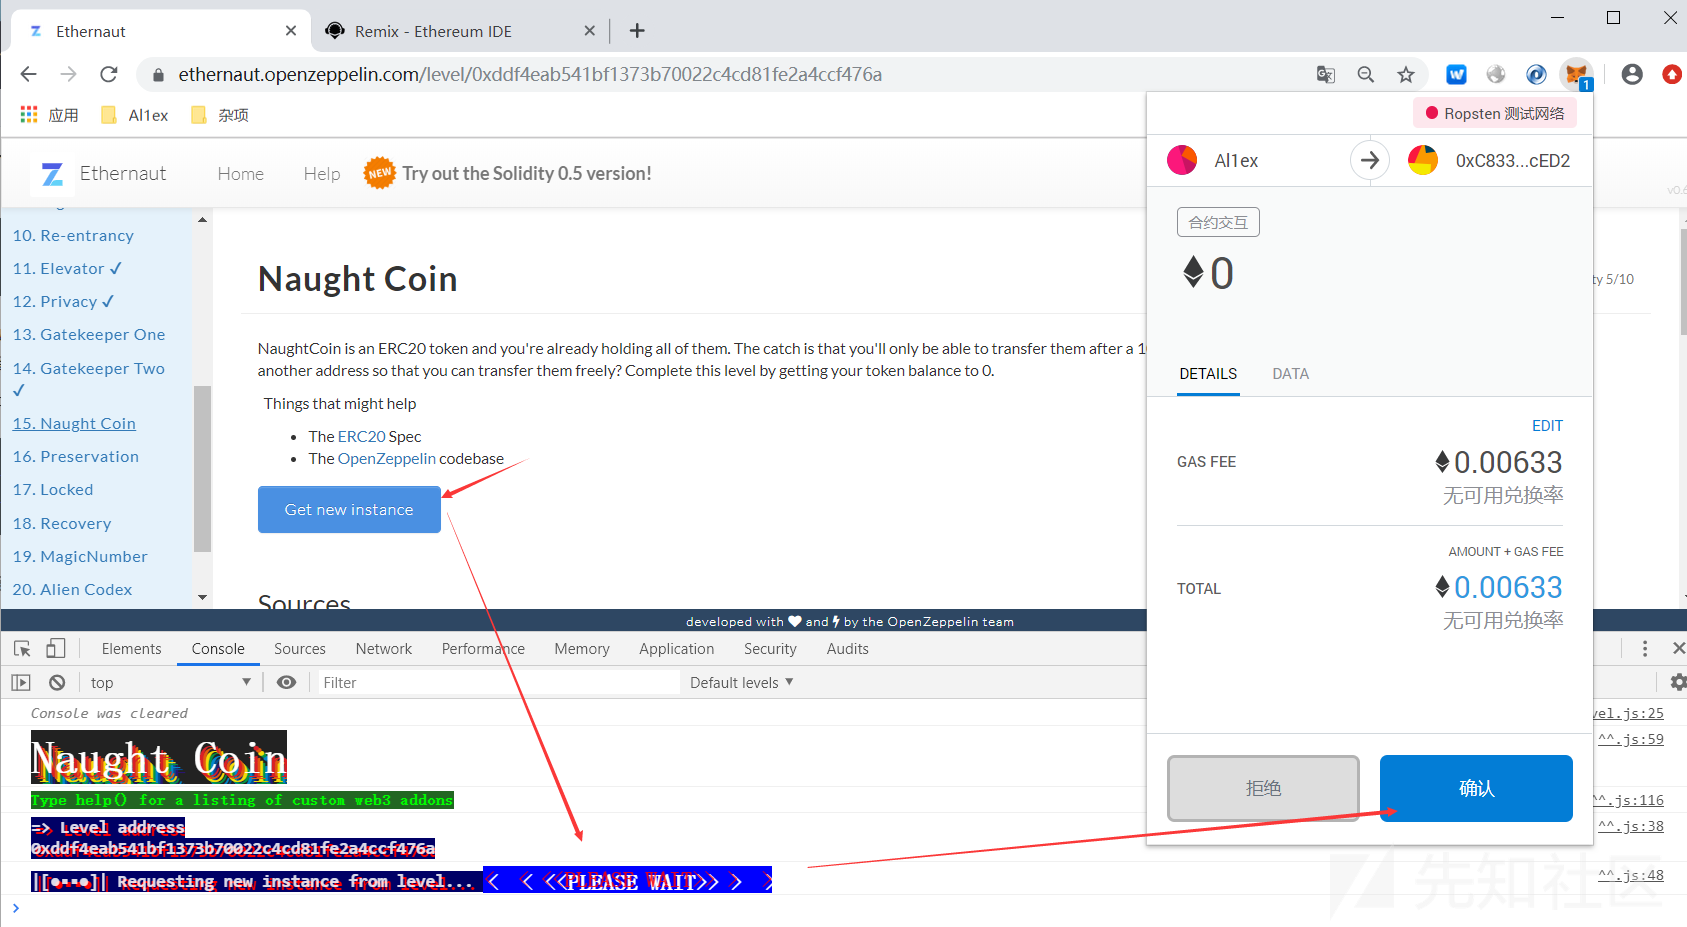 Ethernaut
Remix - Ethereum IDE
ethernaut.openzeppelin.com/level/0xddf4eab541bf1373b70022c4cd81fe2a4ccf476a
1
应用
Al1ex
杂项
Ethernaut
Home
Help
NEW
Try out the Solidity 0.5 version!
10. Re-entrancy
11. Elevator ✓
12. Privacy ✓
13. Gatekeeper One
14. Gatekeeper Two
✓
15. Naught Coin
16. Preservation
17. Locked
18. Recovery
19. MagicNumber
20. Alien Codex
Naught Coin
ty 5/10
NaughtCoin is an ERC20 token and you're already holding all of them. The catch is that you'll only be able to transfer them after a 10
another address so that you can transfer them freely? Complete this level by getting your token balance to 0.
Things that might help
• The ERC20 Spec
• The OpenZeppelin codebase
Get new instance
Sources
developed with ♥ and ⚡ by the OpenZeppelin team
Ropsten 测试网络
Al1ex
0xC833...cED2
合约交互
0
DETAILS
DATA
EDIT
GAS FEE
0.00633
无可用兑换率
AMOUNT + GAS FEE
TOTAL
0.00633
无可用兑换率
拒绝
确认
Elements
Console
Sources
Network
Performance
Memory
Application
Security
Audits
top
Filter
Default levels ▼
Console was cleared
vel.js:25
Naught Coin
^^.js:59
Type help() for a listing of custom web3 addons
^^.js:116
=> Level address
^^.js:38
0xddf4eab541bf1373b70022c4cd81fe2a4ccf476a
|[●▪▪●]| Requesting new instance from level... < < <<PLEASE WAIT>> > >
^^.js:48
先知社区